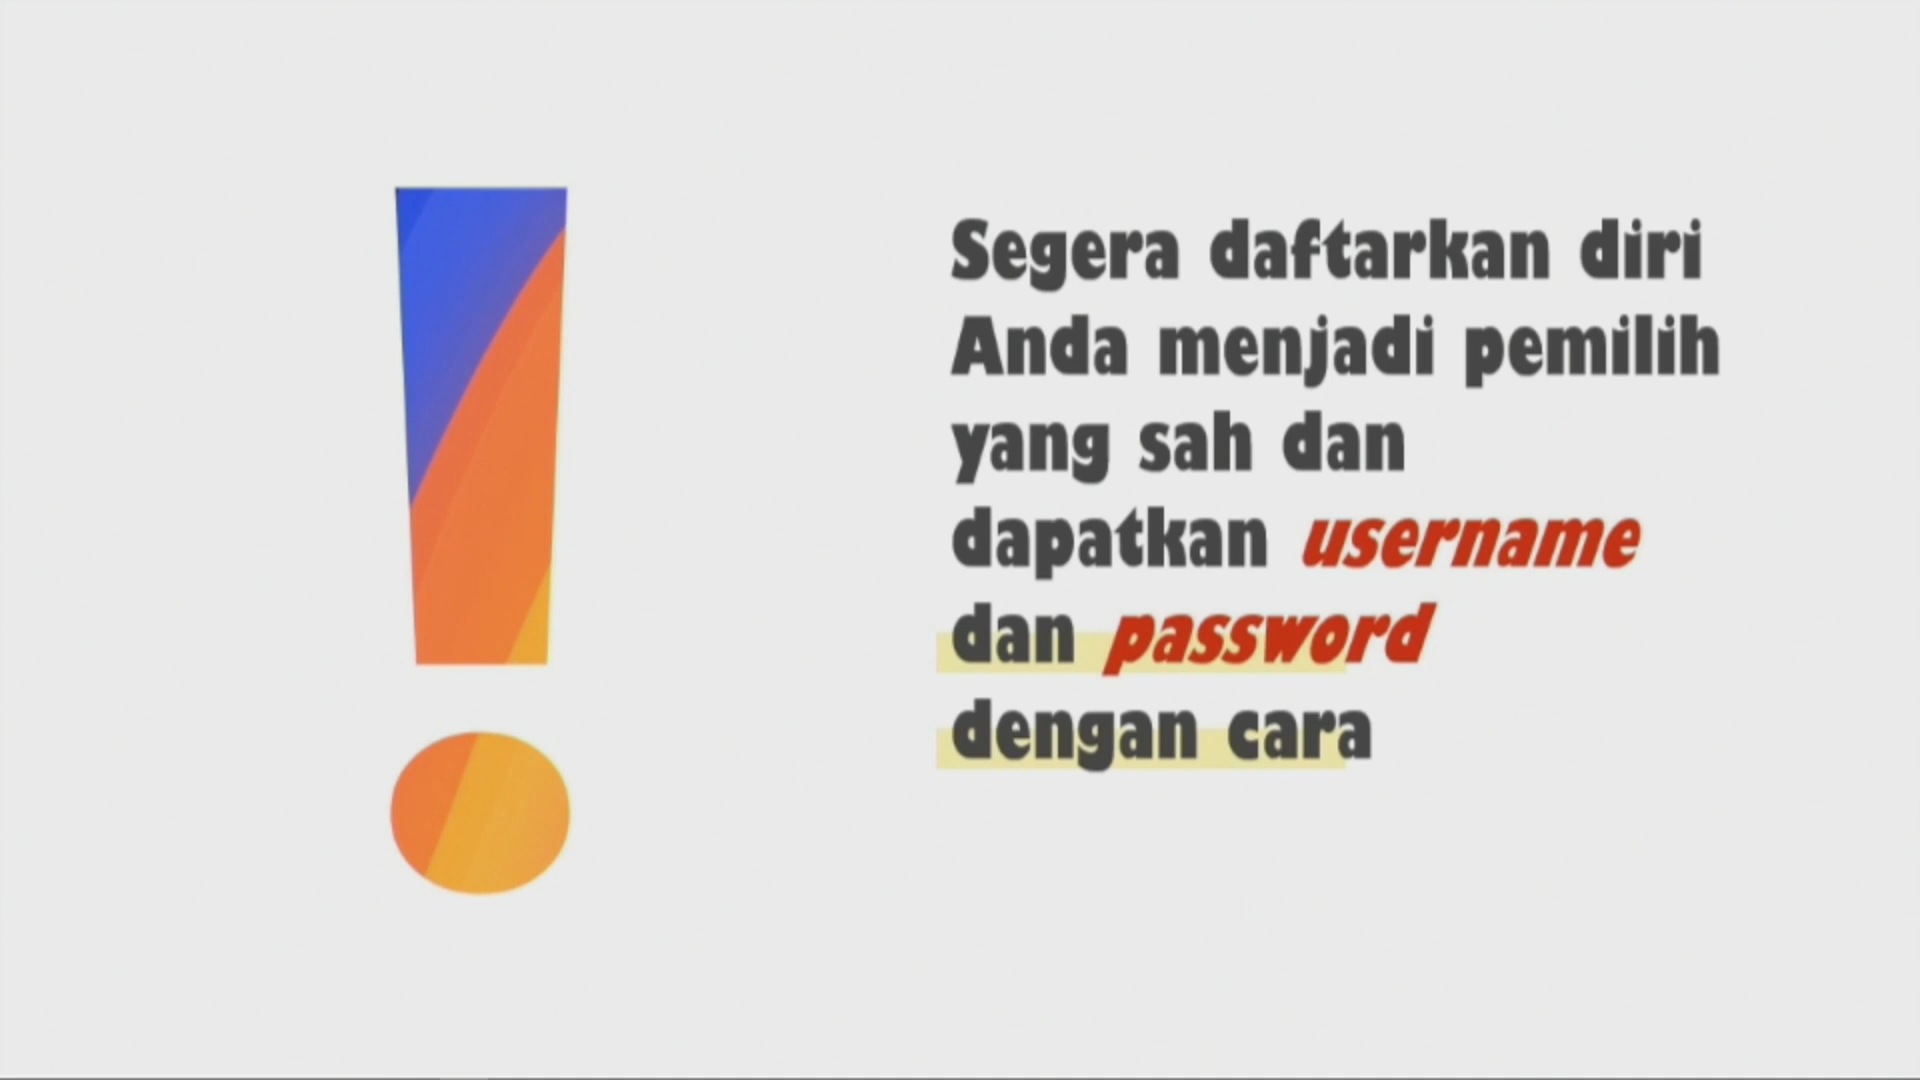 Segera daftarkan diri
Anda menjadi pemilih
yang sah dan
dapatkan username
dan password
dengan cara